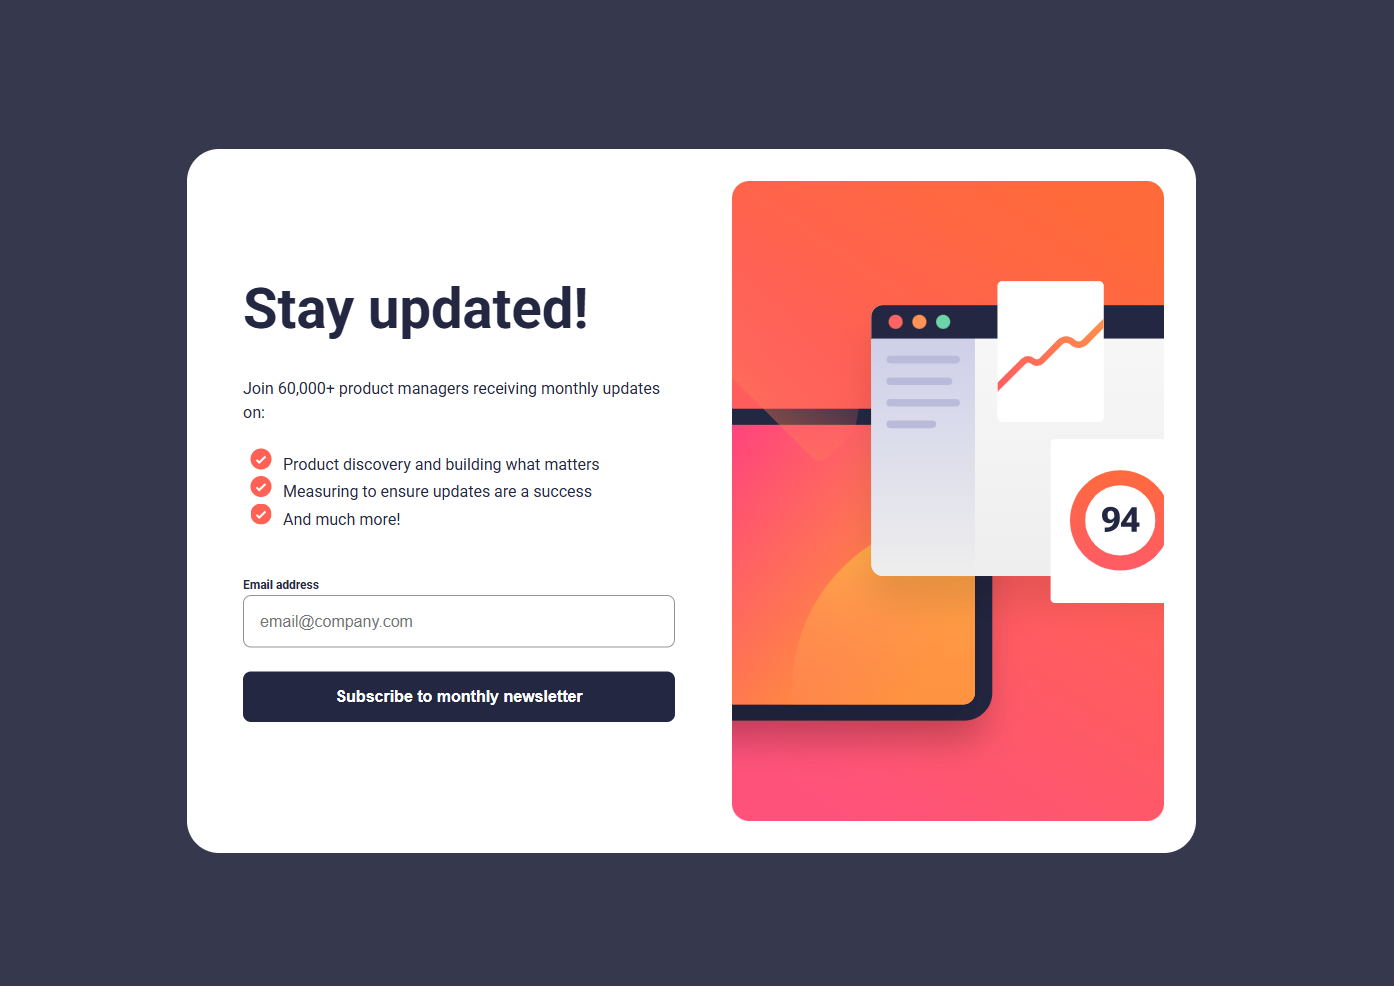 Stay updated!
Join 60,000+ product managers receiving monthly updates
on:
Product discovery and building what matters
Measuring to ensure updates are a success
And much more!
Email address
email@company.com
Subscribe to monthly newsletter
94